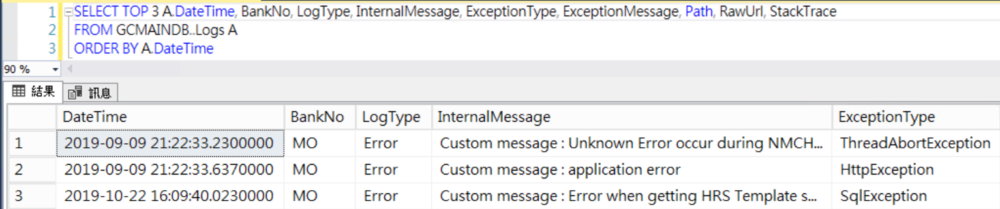 1 SELECT TOP 3 A.DateTime, BankNo, LogType, InternalMessage, ExceptionType, ExceptionMessage, Path, RawUrl, StackTrace
2 FROM GCMAINDB..Logs A
3 ORDER BY A.DateTime
90 %
結果 訊息
DateTime BankNo LogType InternalMessage ExceptionType
1 2019-09-09 21:22:33.2300000 MO Error Custom message : Unknown Error occur during NMCH... ThreadAbortException
2 2019-09-09 21:22:33.6370000 MO Error Custom message : application error HttpException
3 2019-10-22 16:09:40.0230000 MO Error Custom message : Error when getting HRS Template s... SqlException